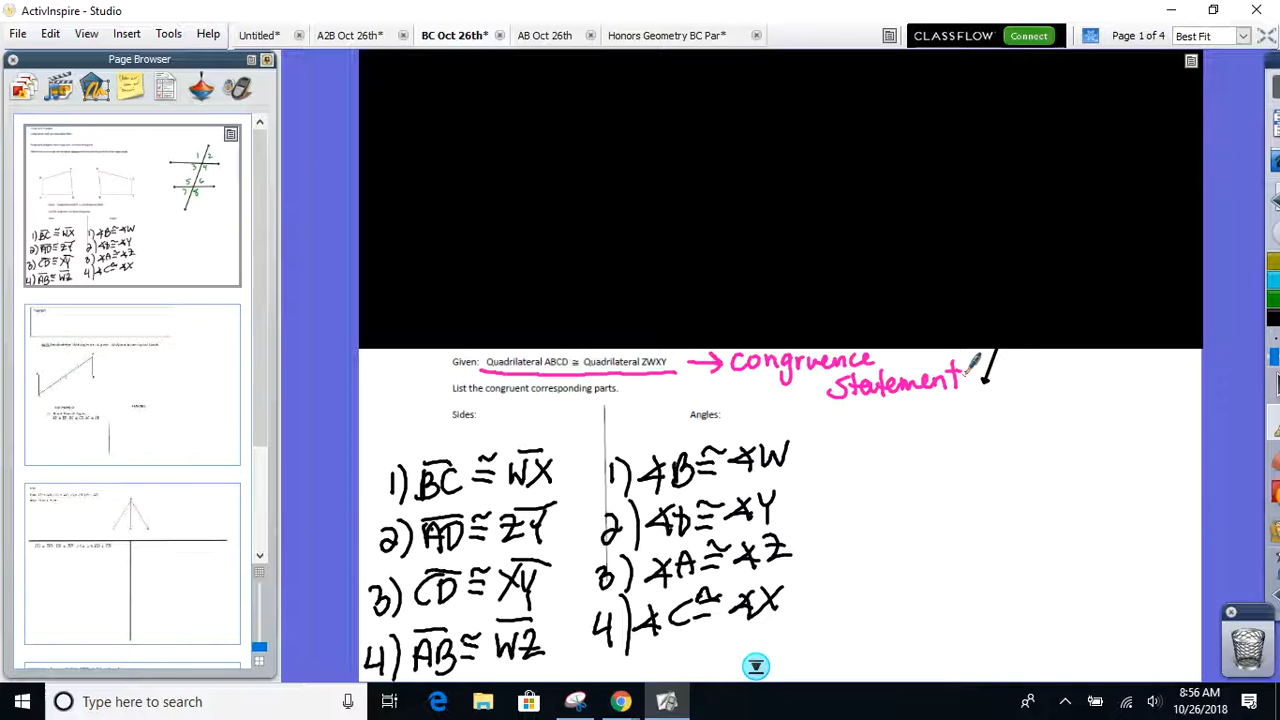 ActivInspire - Studio
File Edit View Insert Tools Help
Untitled* A2B Oct 26th* BC Oct 26th* AB Oct 26th Honors Geometry BC Par*
CLASSFLOW Connect Page 1 of 4 Best Fit
Page Browser
Given: Quadrilateral ABCD ≅ Quadrilateral ZWXY → congruence
statement
List the congruent corresponding parts.
Sides: Angles:
1) BC ≅ WX 1) ∡B ≅ ∡W
2) AD ≅ ZY 2) ∡D ≅ ∡Y
3) CD ≅ XY 3) ∡A ≅ ∡Z
4) AB ≅ WZ 4) ∡C ≅ ∡X
Type here to search
8:56 AM
10/26/2018